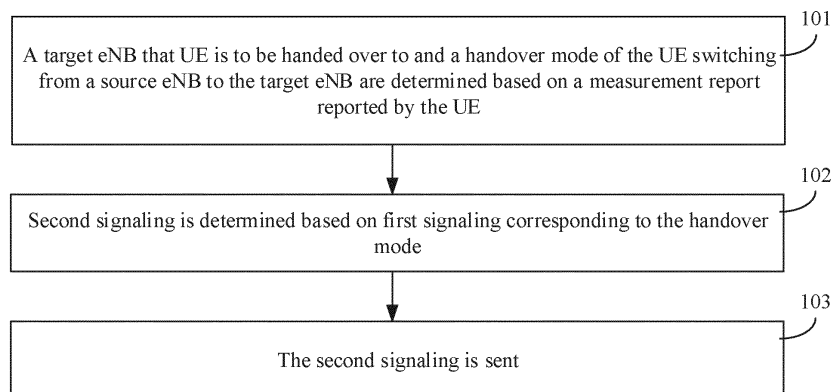 101
A target eNB that UE is to be handed over to and a handover mode of the UE switching
from a source eNB to the target eNB are determined based on a measurement report
reported by the UE
102
Second signaling is determined based on first signaling corresponding to the handover
mode
103
The second signaling is sent